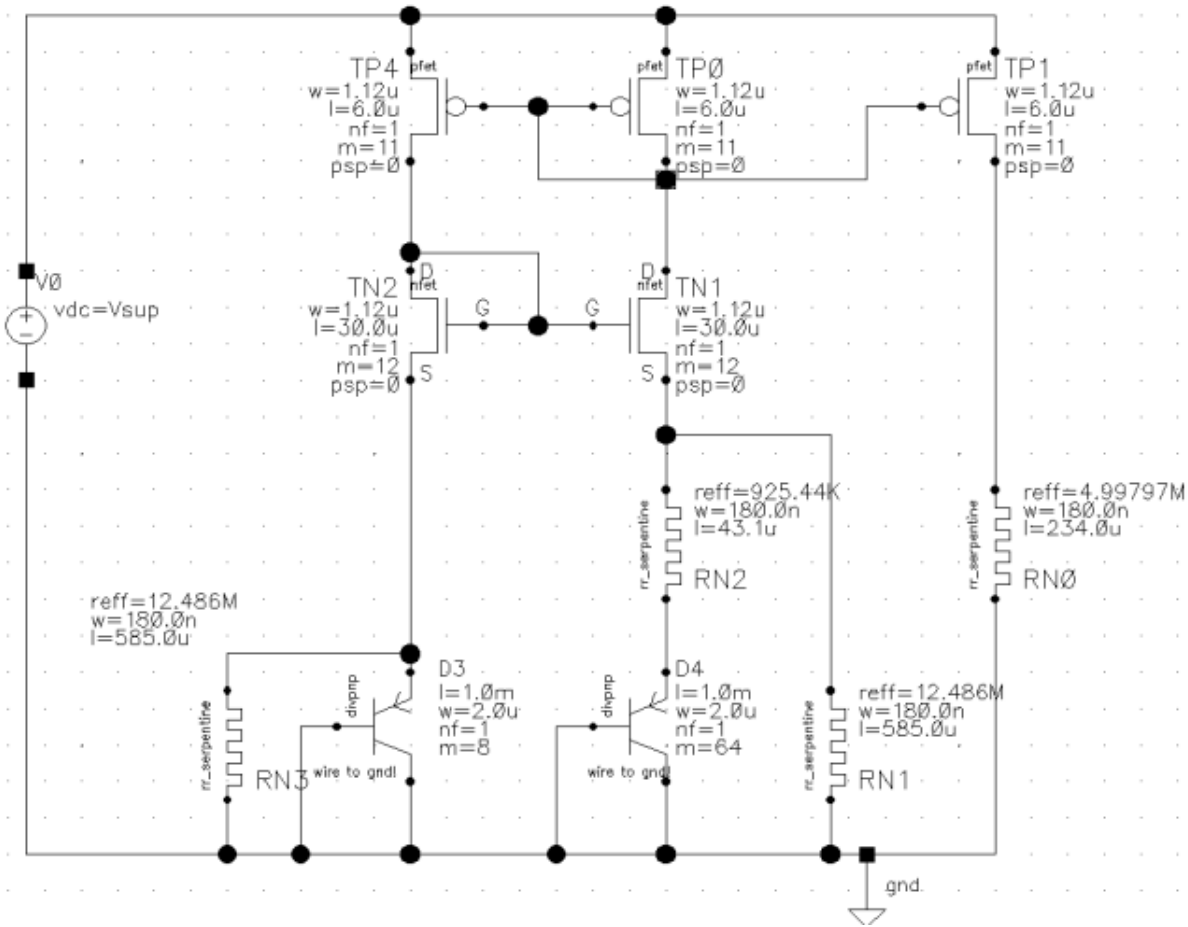 pfet
TP4
w=1.12u
l=6.0u
nf=1
m=11
psp=0
pfet
TP0
w=1.12u
l=6.0u
nf=1
m=11
psp=0
pfet
TP1
w=1.12u
l=6.0u
nf=1
m=11
psp=0
V0
vdc=Vsup
+
−
D
nfet
TN2
w=1.12u
l=30.0u
nf=1
m=12
psp=0
G
S
D
nfet
TN1
w=1.12u
l=30.0u
nf=1
m=12
psp=0
G
S
reff=925.44K
w=180.0n
l=43.1u
rr_serpentine
RN2
reff=4.99797M
w=180.0n
l=234.0u
rr_serpentine
RN0
reff=12.486M
w=180.0n
l=585.0u
rr_serpentine
RN3
divpnp
D3
l=1.0m
w=2.0u
nf=1
m=8
wire to gnd!
divpnp
D4
l=1.0m
w=2.0u
nf=1
m=64
wire to gnd!
reff=12.486M
w=180.0n
l=585.0u
rr_serpentine
RN1
gnd